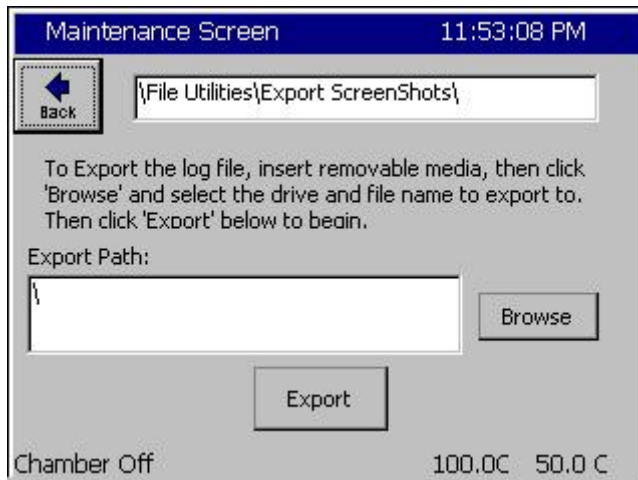 Maintenance Screen 11:53:08 PM
Back
\File Utilities\Export ScreenShots\
To Export the log file, insert removable media, then click
'Browse' and select the drive and file name to export to.
Then click 'Export' below to begin.
Export Path:
\
Browse
Export
Chamber Off 100.0C 50.0 C